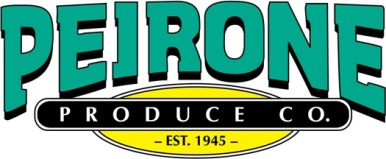 PEIRONE
PRODUCE CO.
– EST. 1945 –